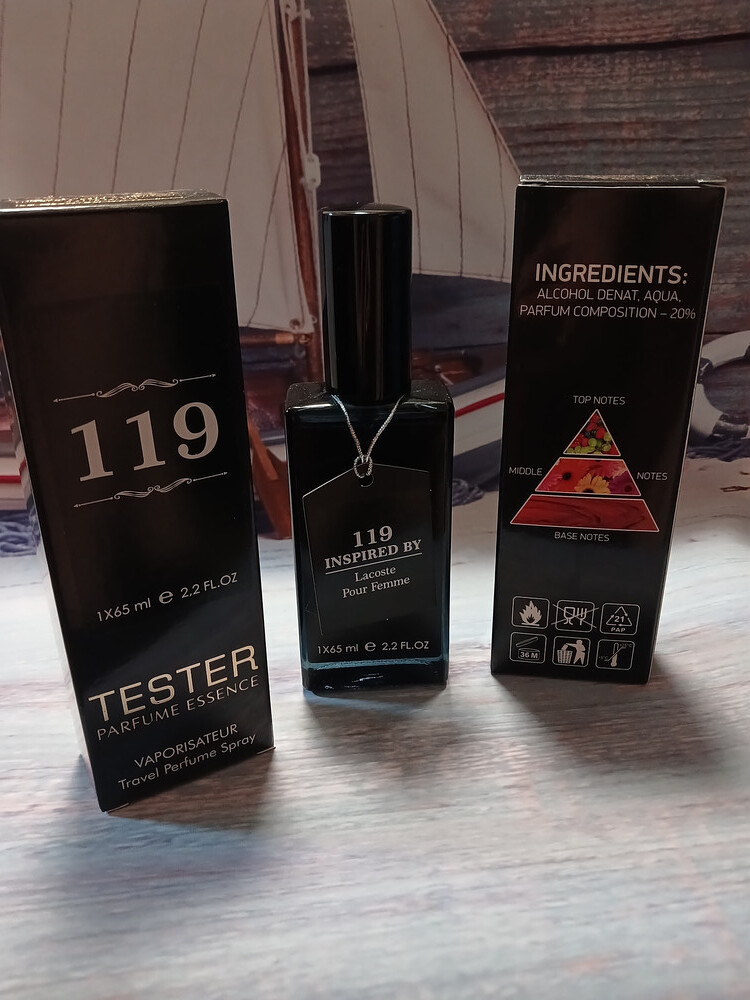 119
1X65 ml e 2.2 FL.OZ
TESTER
PARFUME ESSENCE
VAPORISATEUR
Travel Perfume Spray
119
INSPIRED BY
Lacoste
Pour Femme
1X65 ml e 2.2 FL.OZ
INGREDIENTS:
ALCOHOL DENAT, AQUA,
PARFUM COMPOSITION – 20%
TOP NOTES
MIDDLE NOTES
BASE NOTES
21
PAP
36 M